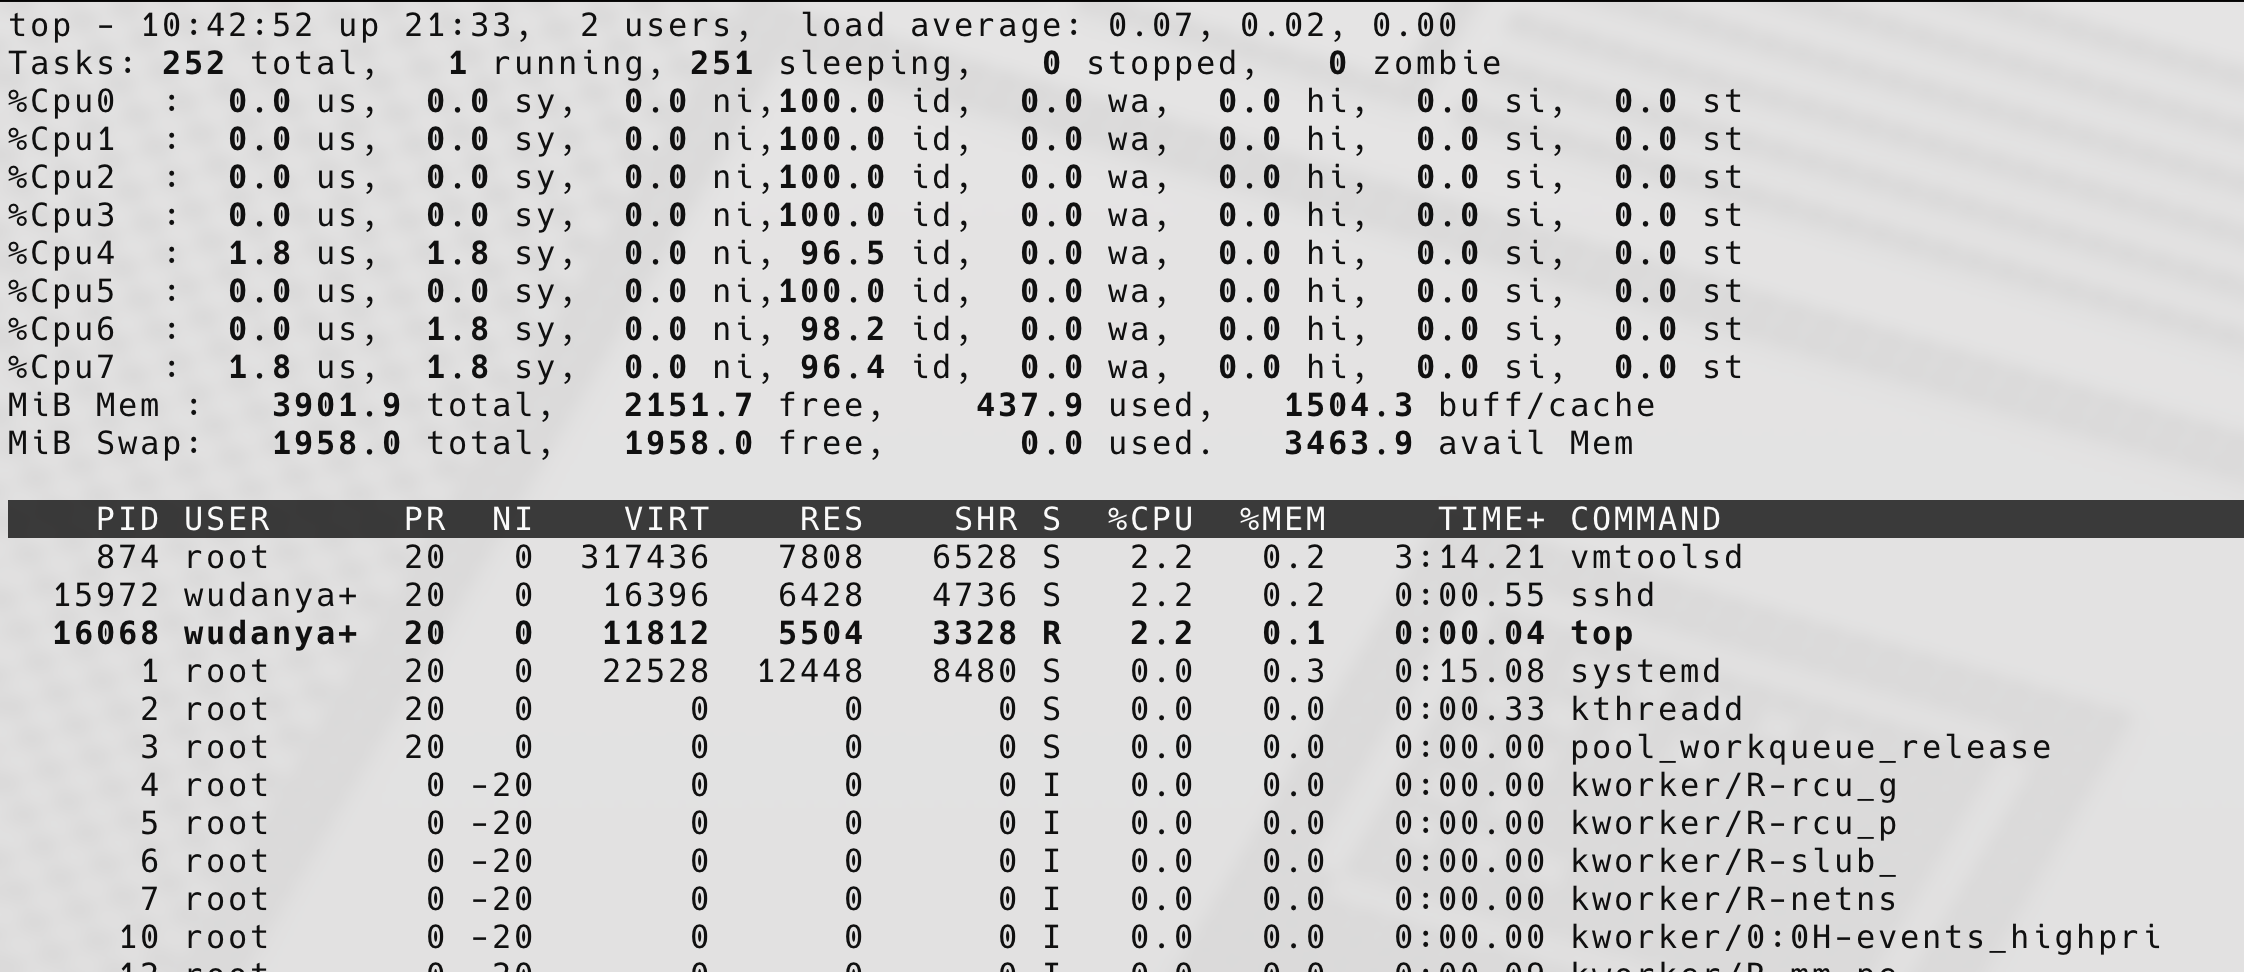 top - 10:42:52 up 21:33,  2 users,  load average: 0.07, 0.02, 0.00
Tasks: 252 total,   1 running, 251 sleeping,   0 stopped,   0 zombie
%Cpu0  :  0.0 us,  0.0 sy,  0.0 ni,100.0 id,  0.0 wa,  0.0 hi,  0.0 si,  0.0 st
%Cpu1  :  0.0 us,  0.0 sy,  0.0 ni,100.0 id,  0.0 wa,  0.0 hi,  0.0 si,  0.0 st
%Cpu2  :  0.0 us,  0.0 sy,  0.0 ni,100.0 id,  0.0 wa,  0.0 hi,  0.0 si,  0.0 st
%Cpu3  :  0.0 us,  0.0 sy,  0.0 ni,100.0 id,  0.0 wa,  0.0 hi,  0.0 si,  0.0 st
%Cpu4  :  1.8 us,  1.8 sy,  0.0 ni, 96.5 id,  0.0 wa,  0.0 hi,  0.0 si,  0.0 st
%Cpu5  :  0.0 us,  0.0 sy,  0.0 ni,100.0 id,  0.0 wa,  0.0 hi,  0.0 si,  0.0 st
%Cpu6  :  0.0 us,  1.8 sy,  0.0 ni, 98.2 id,  0.0 wa,  0.0 hi,  0.0 si,  0.0 st
%Cpu7  :  1.8 us,  1.8 sy,  0.0 ni, 96.4 id,  0.0 wa,  0.0 hi,  0.0 si,  0.0 st
MiB Mem :   3901.9 total,   2151.7 free,    437.9 used,   1504.3 buff/cache
MiB Swap:   1958.0 total,   1958.0 free,      0.0 used.   3463.9 avail Mem
    PID USER      PR  NI    VIRT    RES    SHR S  %CPU  %MEM     TIME+ COMMAND
    874 root      20   0  317436   7808   6528 S   2.2   0.2   3:14.21 vmtoolsd
  15972 wudanya+  20   0   16396   6428   4736 S   2.2   0.2   0:00.55 sshd
  16068 wudanya+  20   0   11812   5504   3328 R   2.2   0.1   0:00.04 top
      1 root      20   0   22528  12448   8480 S   0.0   0.3   0:15.08 systemd
      2 root      20   0       0      0      0 S   0.0   0.0   0:00.33 kthreadd
      3 root      20   0       0      0      0 S   0.0   0.0   0:00.00 pool_workqueue_release
      4 root       0 -20       0      0      0 I   0.0   0.0   0:00.00 kworker/R-rcu_g
      5 root       0 -20       0      0      0 I   0.0   0.0   0:00.00 kworker/R-rcu_p
      6 root       0 -20       0      0      0 I   0.0   0.0   0:00.00 kworker/R-slub_
      7 root       0 -20       0      0      0 I   0.0   0.0   0:00.00 kworker/R-netns
     10 root       0 -20       0      0      0 I   0.0   0.0   0:00.00 kworker/0:0H-events_highpri